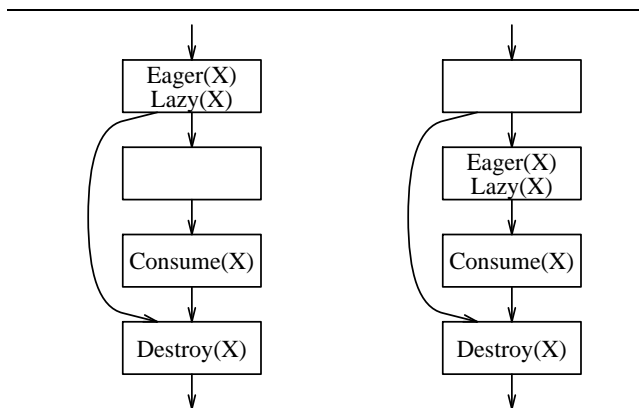 Eager(X)
Lazy(X)
Consume(X)
Destroy(X)
Eager(X)
Lazy(X)
Consume(X)
Destroy(X)